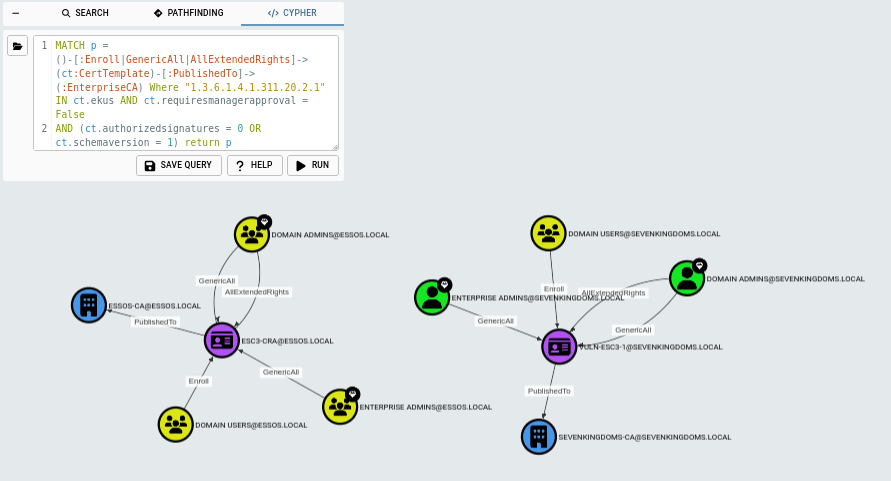 SEARCH
PATHFINDING
</> CYPHER
1 MATCH p =
()-[:Enroll|GenericAll|AllExtendedRights]->
(ct:CertTemplate)-[:PublishedTo]->
(:EnterpriseCA) Where "1.3.6.1.4.1.311.20.2.1"
IN ct.ekus AND ct.requiresmanagerapproval =
False
2 AND (ct.authorizedsignatures = 0 OR
ct.schemaversion = 1) return p
SAVE QUERY
? HELP
RUN
DOMAIN ADMINS@ESSOS.LOCAL
GenericAll
AllExtendedRights
ESSOS-CA@ESSOS.LOCAL
PublishedTo
ESC3-CRA@ESSOS.LOCAL
GenericAll
Enroll
ENTERPRISE ADMINS@ESSOS.LOCAL
DOMAIN USERS@ESSOS.LOCAL
DOMAIN USERS@SEVENKINGDOMS.LOCAL
DOMAIN ADMINS@SEVENKINGDOMS.LOCAL
Enroll
AllExtendedRights
ENTERPRISE ADMINS@SEVENKINGDOMS.LOCAL
GenericAll
GenericAll
VULN-ESC3-1@SEVENKINGDOMS.LOCAL
PublishedTo
SEVENKINGDOMS-CA@SEVENKINGDOMS.LOCAL